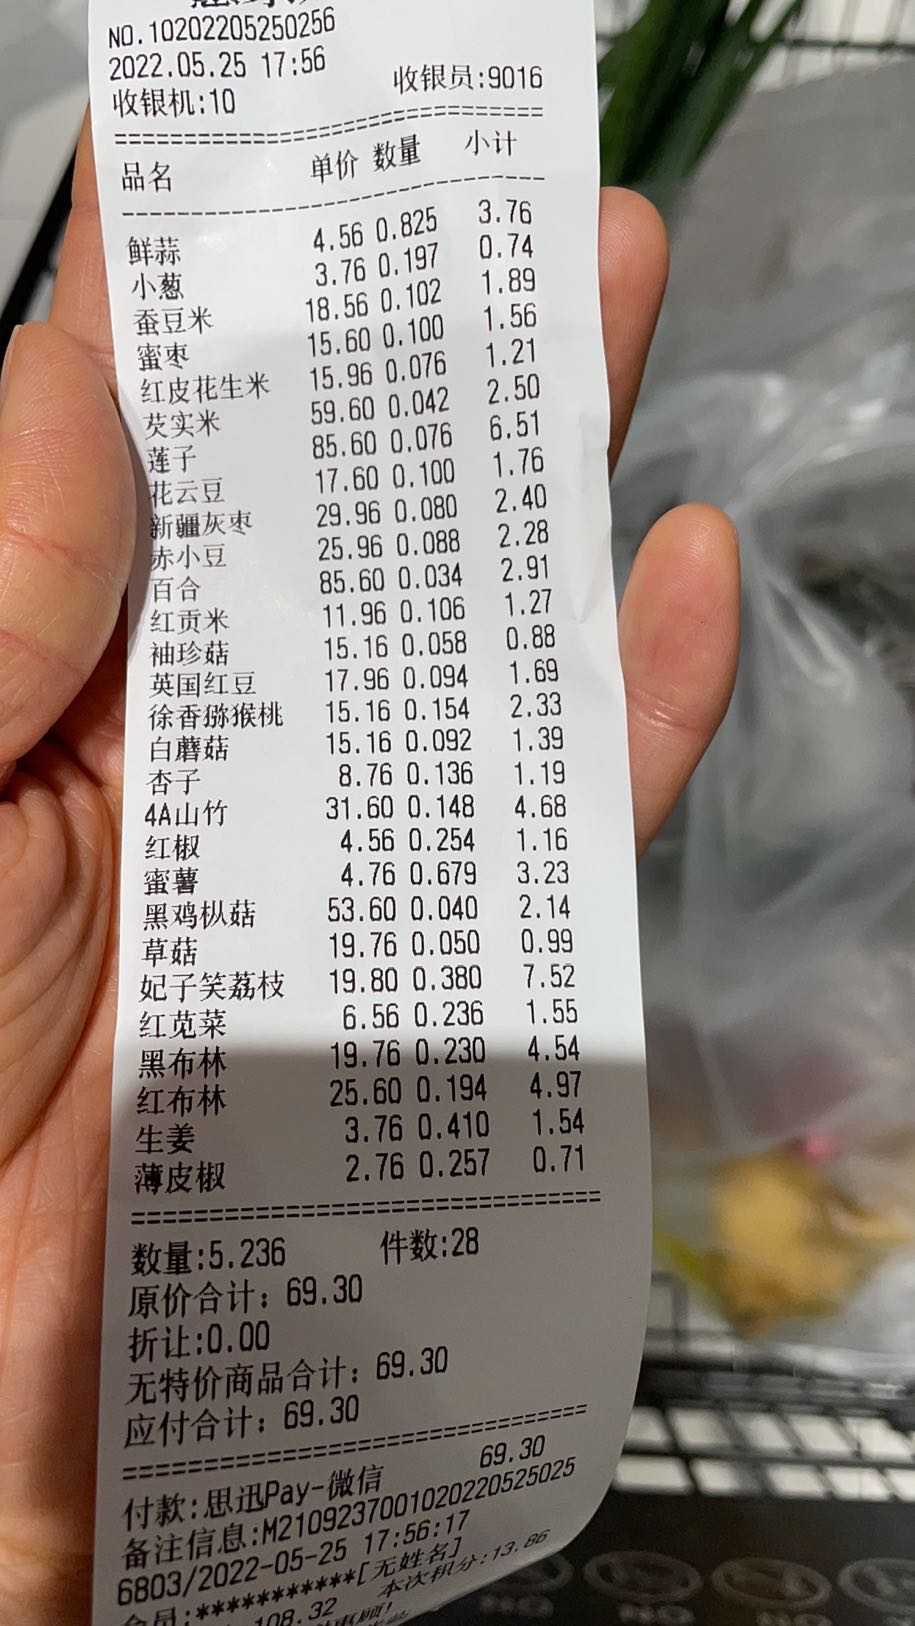 NO.10202205250256
2022.05.25 17:56
收银机:10 收银员:9016
品名 单价 数量 小计
鲜蒜 4.56 0.825 3.76
小葱 3.76 0.197 0.74
蚕豆米 18.56 0.102 1.89
蜜枣 15.60 0.100 1.56
红皮花生米 15.96 0.076 1.21
芡实米 59.60 0.042 2.50
莲子 85.60 0.076 6.51
花云豆 17.60 0.100 1.76
新疆灰枣 29.96 0.080 2.40
赤小豆 25.96 0.088 2.28
百合 85.60 0.034 2.91
红贡米 11.96 0.106 1.27
袖珍菇 15.16 0.058 0.88
英国红豆 17.96 0.094 1.69
徐香猕猴桃 15.16 0.154 2.33
白蘑菇 15.16 0.092 1.39
杏子 8.76 0.136 1.19
4A山竹 31.60 0.148 4.68
红椒 4.56 0.254 1.16
蜜薯 4.76 0.679 3.23
黑鸡枞菇 53.60 0.040 2.14
草菇 19.76 0.050 0.99
妃子笑荔枝 19.80 0.380 7.52
红苋菜 6.56 0.236 1.55
黑布林 19.76 0.230 4.54
红布林 25.60 0.194 4.97
生姜 3.76 0.410 1.54
薄皮椒 2.76 0.257 0.71
数量:5.236 件数:28
原价合计: 69.30
折让:0.00
无特价商品合计: 69.30
应付合计: 69.30
付款:思迅Pay-微信 69.30
备注信息:M2109237001020220525025
6803/2022-05-25 17:56:17
会员:***********[无姓名]
108.32 本次积分:13.86